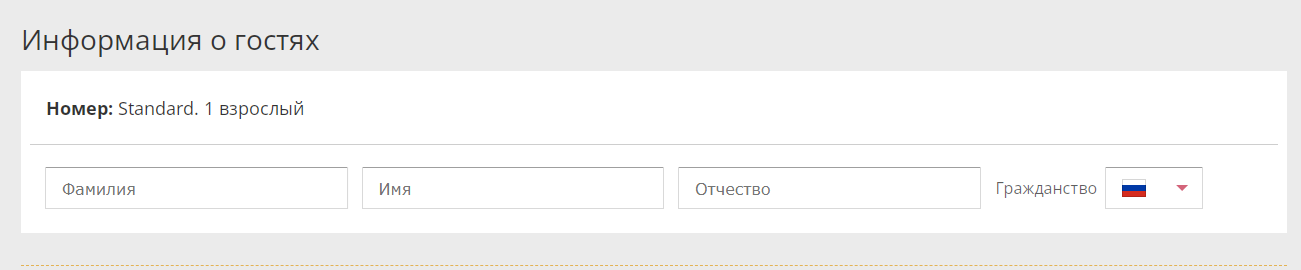 Информация о гостях
Номер: Standard. 1 взрослый
Фамилия Имя Отчество Гражданство